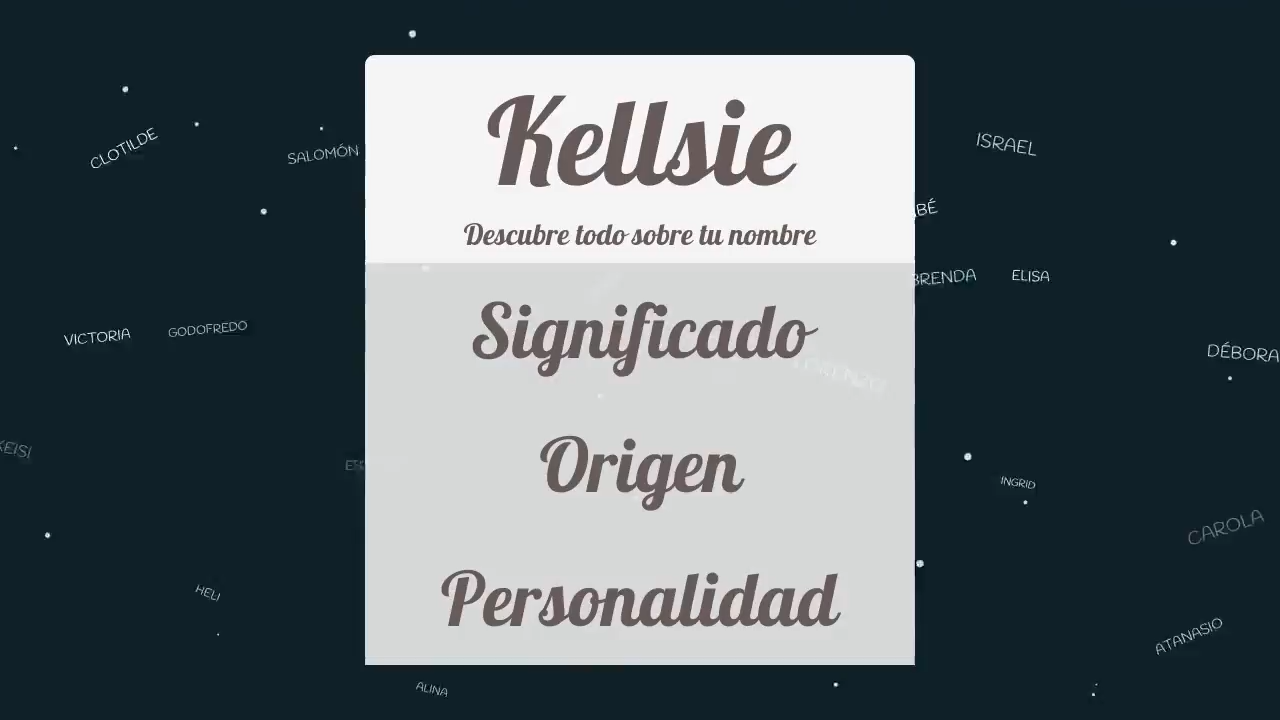 Kellsie
Descubre todo sobre tu nombre
Significado
Origen
Personalidad
CLOTILDE
SALOMÓN
ISRAEL
BRENDA
ELISA
VICTORIA
GODOFREDO
DÉBORA
LORENZO
INGRID
CAROLA
HELI
ATANASIO
ALINA